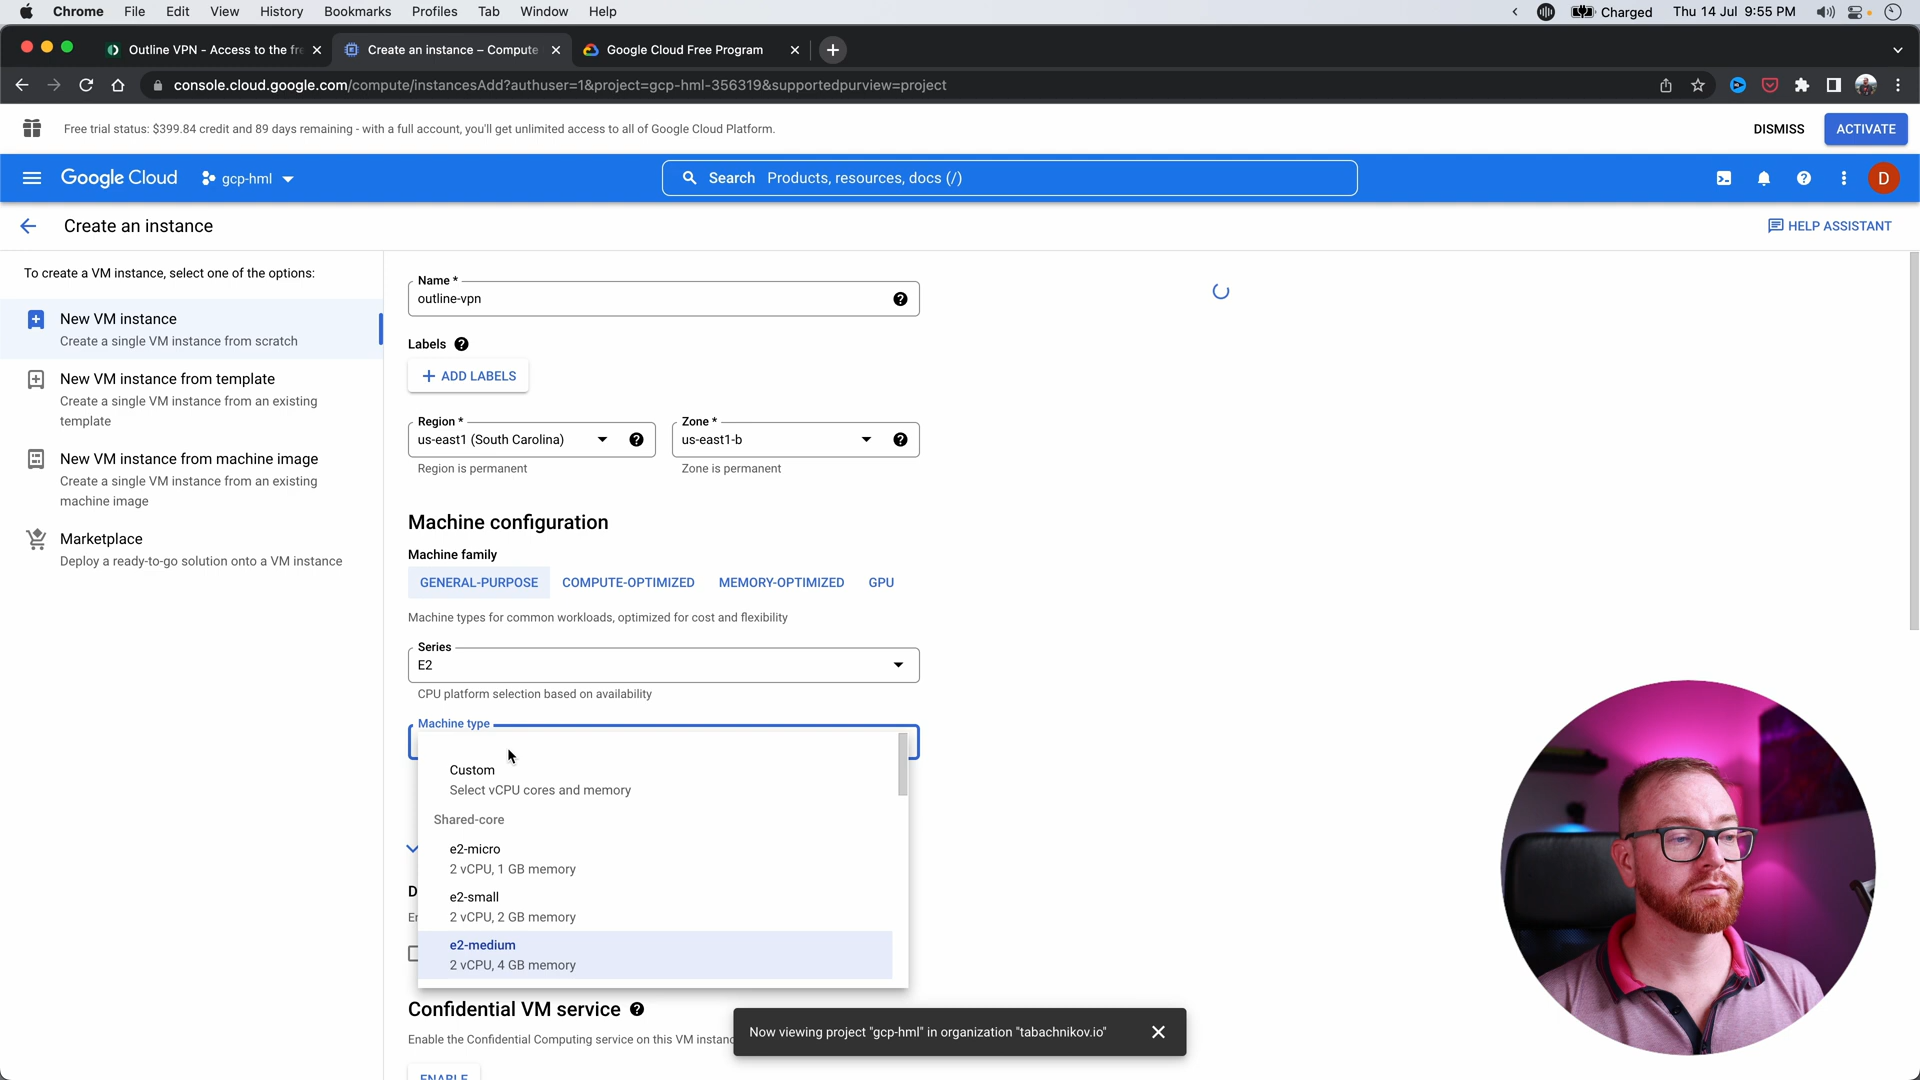 Chrome File Edit View History Bookmarks Profiles Tab Window Help
Charged Thu 14 Jul 9:55 PM
Outline VPN - Access to the fre
Create an instance – Compute
Google Cloud Free Program
console.cloud.google.com/compute/instancesAdd?authuser=1&project=gcp-hml-356319&supportedpurview=project
Free trial status: $399.84 credit and 89 days remaining - with a full account, you'll get unlimited access to all of Google Cloud Platform.
DISMISS
ACTIVATE
Google Cloud
gcp-hml
Search Products, resources, docs (/)
D
Create an instance
HELP ASSISTANT
To create a VM instance, select one of the options:
New VM instance
Create a single VM instance from scratch
New VM instance from template
Create a single VM instance from an existing
template
New VM instance from machine image
Create a single VM instance from an existing
machine image
Marketplace
Deploy a ready-to-go solution onto a VM instance
Name *
outline-vpn
Labels
ADD LABELS
Region *
us-east1 (South Carolina)
Region is permanent
Zone *
us-east1-b
Zone is permanent
Machine configuration
Machine family
GENERAL-PURPOSE
COMPUTE-OPTIMIZED
MEMORY-OPTIMIZED
GPU
Machine types for common workloads, optimized for cost and flexibility
Series
E2
CPU platform selection based on availability
Machine type
Custom
Select vCPU cores and memory
Shared-core
e2-micro
2 vCPU, 1 GB memory
e2-small
2 vCPU, 2 GB memory
e2-medium
2 vCPU, 4 GB memory
D
Confidential VM service
Enable the Confidential Computing service on this VM instanc
ENABLE
Now viewing project "gcp-hml" in organization "tabachnikov.io"